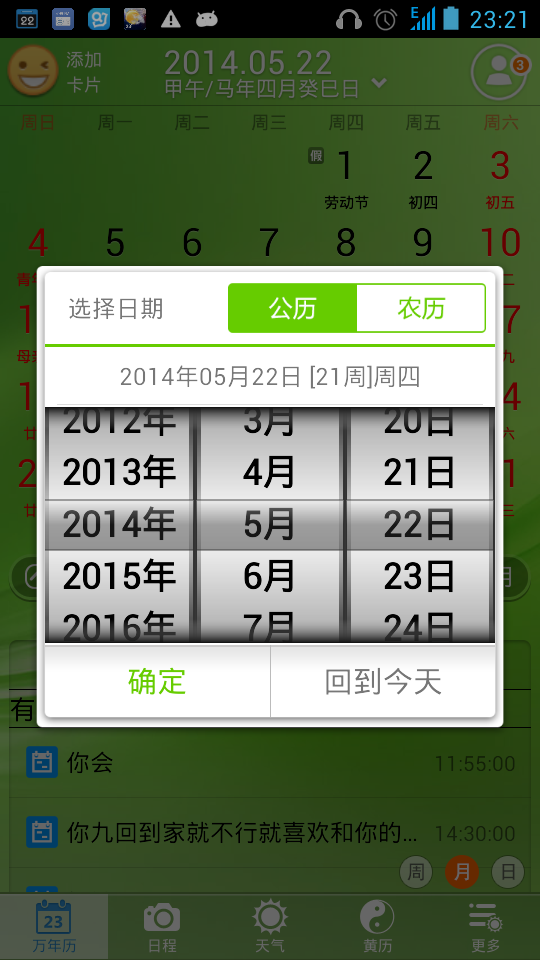 22
E
23:21
添加
卡片
2014.05.22
甲午/马年四月癸巳日
3
周日 周一 周二 周三 周四 周五 周六
假 1 2 3
劳动节 初四 初五
4 5 6 7 8 9 10
选择日期 公历 农历
2014年05月22日 [21周]周四
2012年 3月 20日
2013年 4月 21日
2014年 5月 22日
2015年 6月 23日
2016年 7月 24日
确定 回到今天
有
你会 11:55:00
你九回到家就不行就喜欢和你的... 14:30:00
周 月 日
23
万年历 日程 天气 黄历 更多